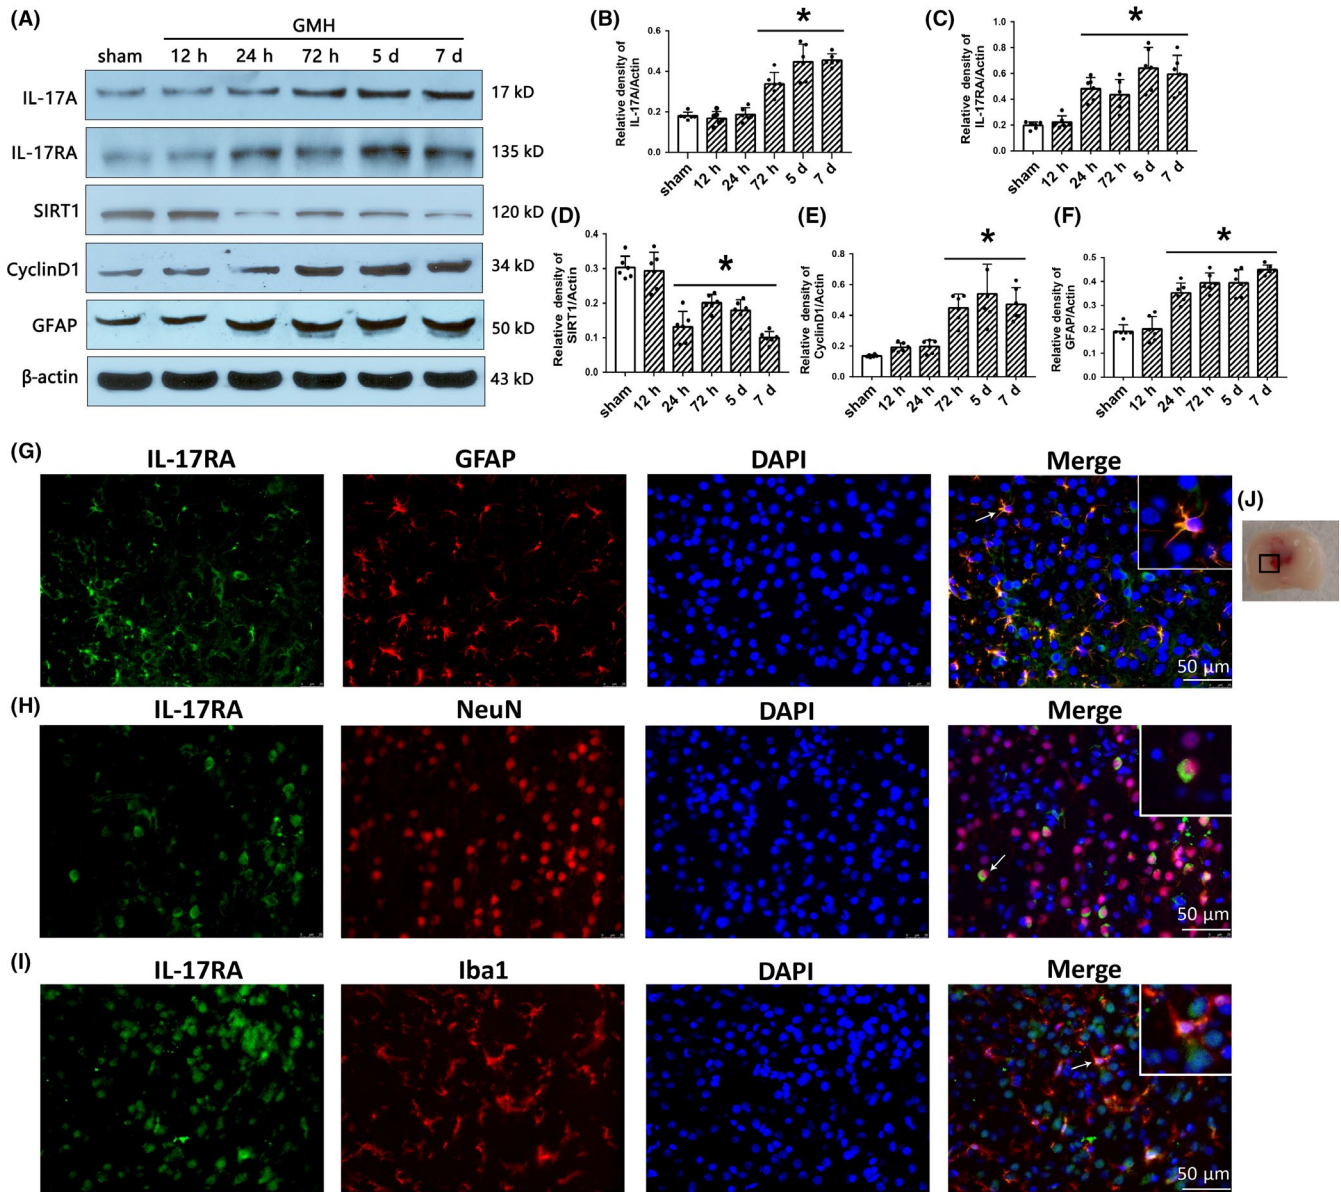 (A)
GMH
sham 12 h 24 h 72 h 5 d 7 d
IL-17A 17 kD
IL-17RA 135 kD
SIRT1 120 kD
CyclinD1 34 kD
GFAP 50 kD
β-actin 43 kD
(B)
*
Relative density of
IL-17A/Actin
0.6
0.4
0.2
0.0
sham 12 h 24 h 72 h 5 d 7 d
(C)
*
Relative density of
IL-17RA/Actin
1.0
0.8
0.6
0.4
0.2
0.0
sham 12 h 24 h 72 h 5 d 7 d
(D)
*
Relative density of
SIRT1/Actin
0.4
0.3
0.2
0.1
0.0
sham 12 h 24 h 72 h 5 d 7 d
(E)
*
Relative density of
CyclinD1/Actin
0.8
0.6
0.4
0.2
0.0
sham 12 h 24 h 72 h 5 d 7 d
(F)
*
Relative density of
GFAP/Actin
0.5
0.4
0.3
0.2
0.1
0.0
sham 12 h 24 h 72 h 5 d 7 d
(G)
IL-17RA GFAP DAPI Merge
50 μm
(J)
(H)
IL-17RA NeuN DAPI Merge
50 μm
(I)
IL-17RA Iba1 DAPI Merge
50 μm